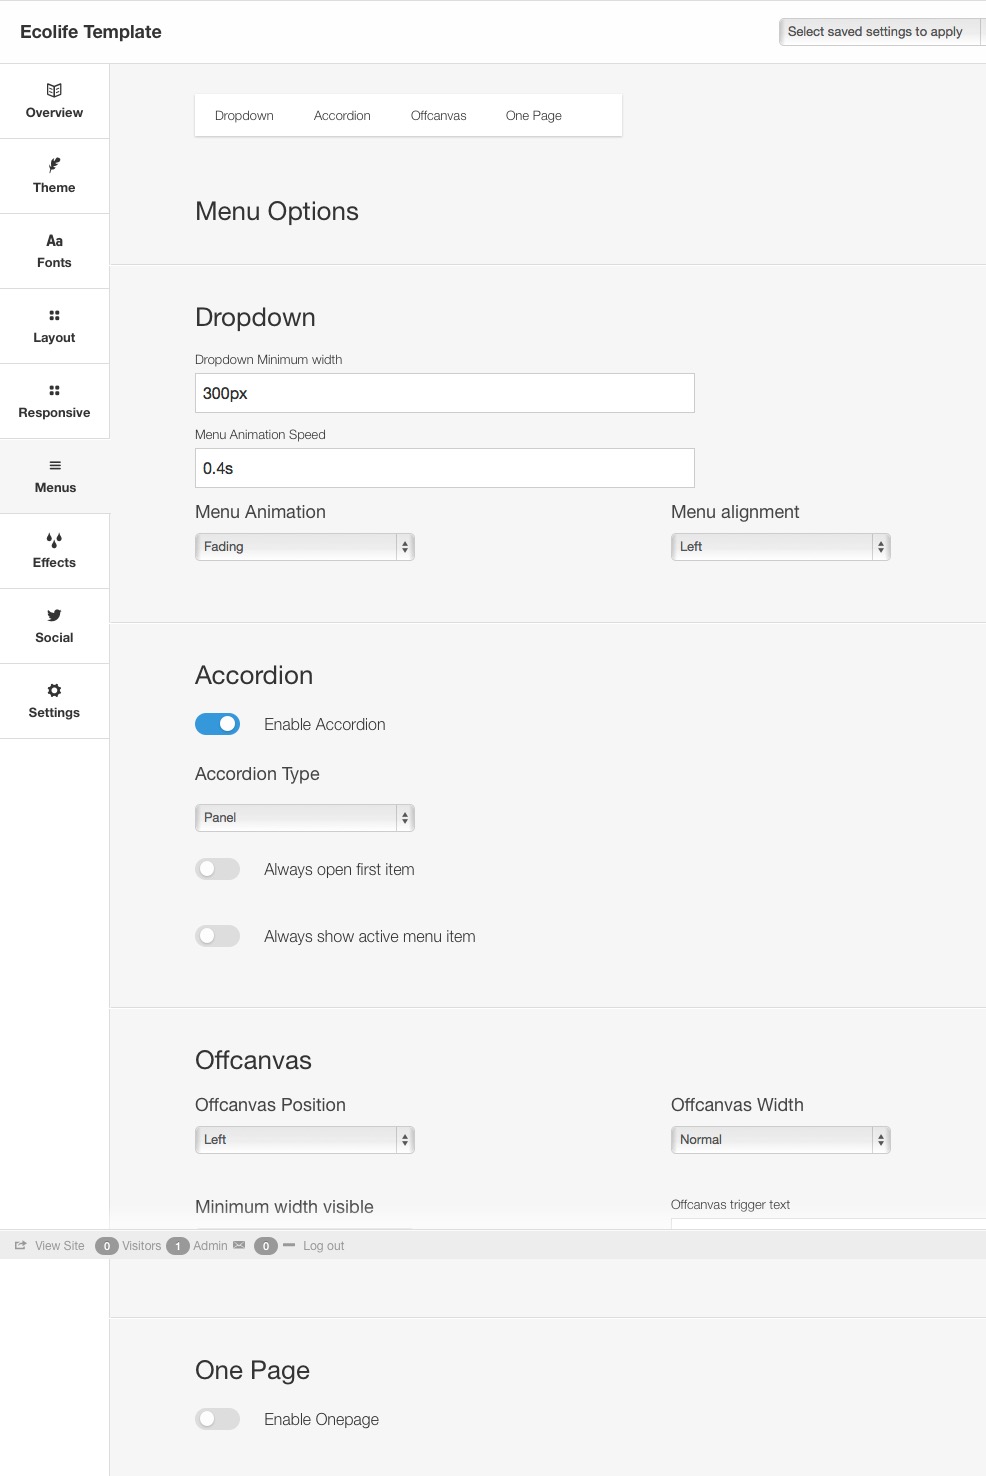 Ecolife Template
Select saved settings to apply
Overview
Theme
Aa
Fonts
Layout
Responsive
Menus
Effects
Social
Settings
Dropdown Accordion Offcanvas One Page
Menu Options
Dropdown
Dropdown Minimum width
300px
Menu Animation Speed
0.4s
Menu Animation Menu alignment
Fading Left
Accordion
Enable Accordion
Accordion Type
Panel
Always open first item
Always show active menu item
Offcanvas
Offcanvas Position Offcanvas Width
Left Normal
Minimum width visible Offcanvas trigger text
View Site 0 Visitors 1 Admin 0 Log out
One Page
Enable Onepage